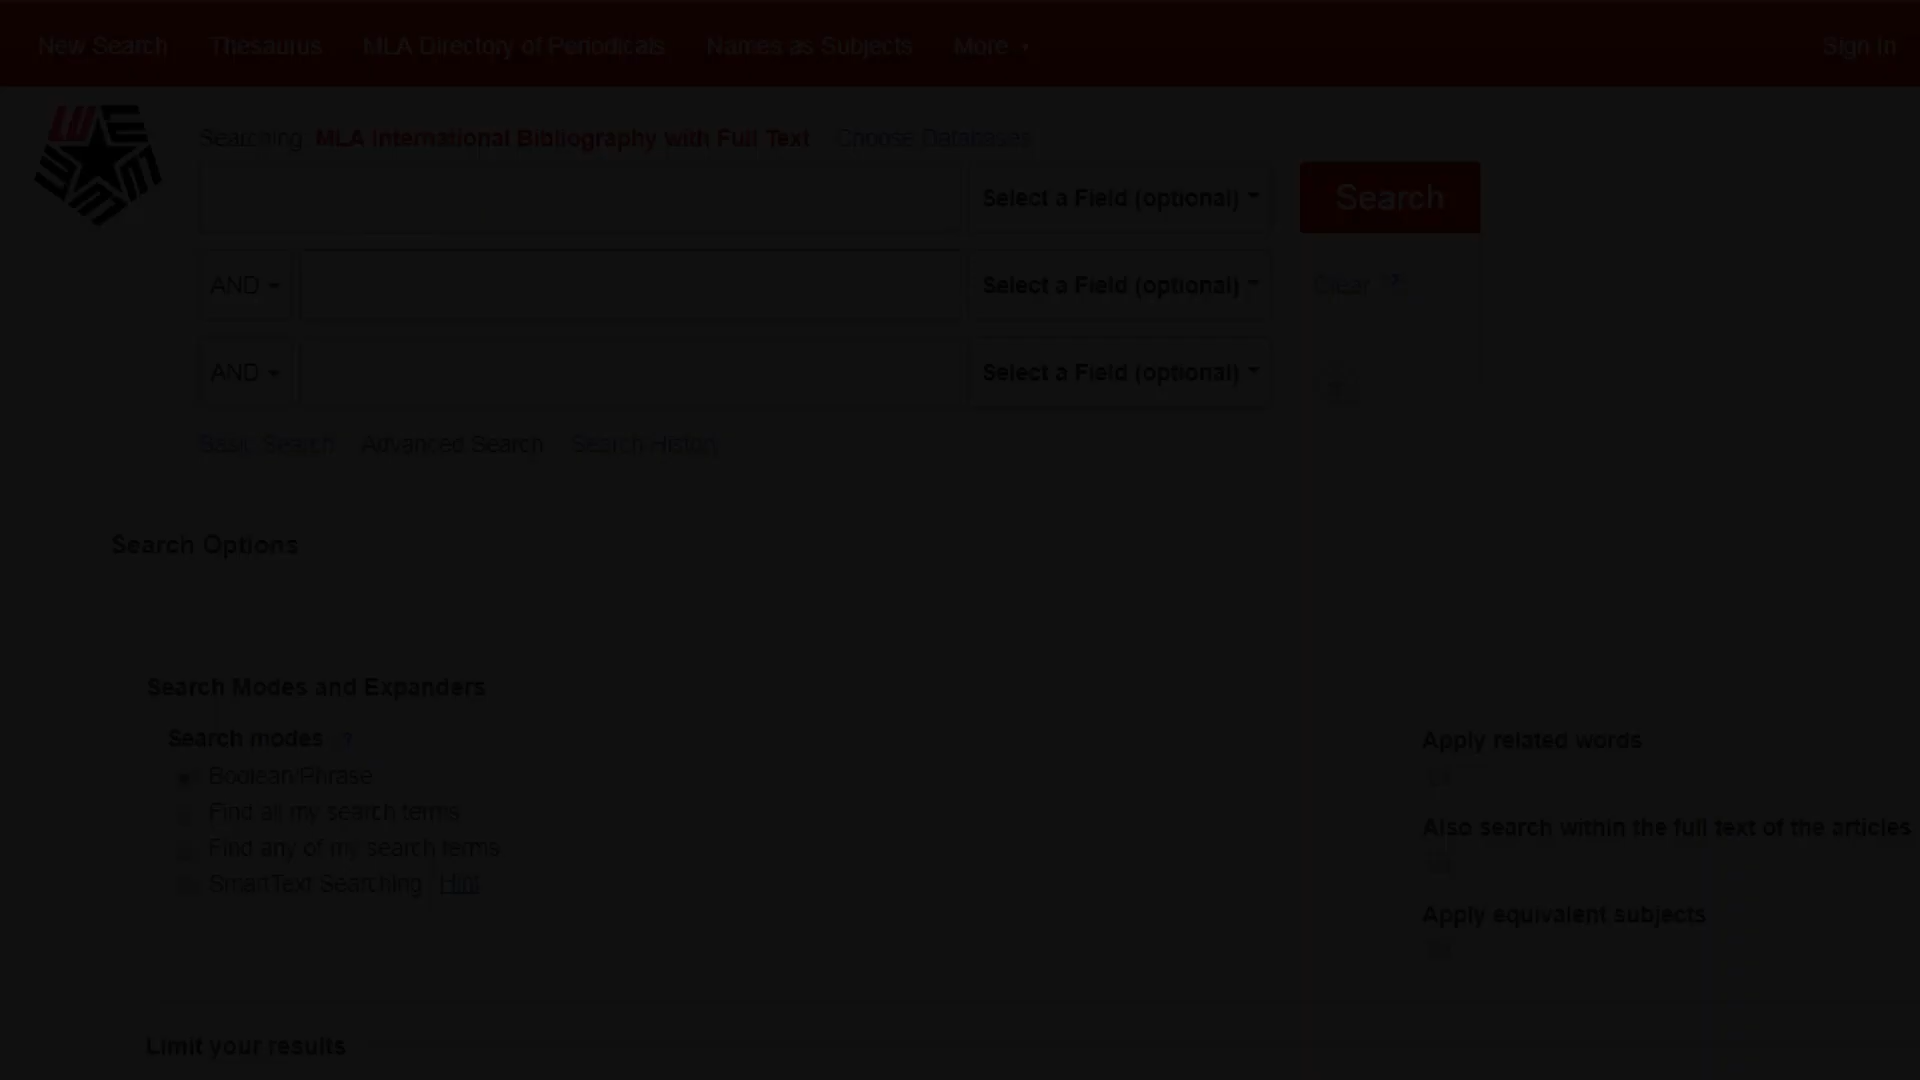 New Search Thesaurus MLA Directory of Periodicals Names as Subjects More Sign In
Searching: MLA International Bibliography with Full Text Choose Databases
Select a Field (optional) Search
AND Select a Field (optional) Clear ?
AND Select a Field (optional)
Basic Search Advanced Search Search History
Search Options
Search Modes and Expanders
Search modes ?
Boolean/Phrase
Find all my search terms
Find any of my search terms
SmartText Searching Hint
Apply related words
Also search within the full text of the articles
Apply equivalent subjects
Limit your results